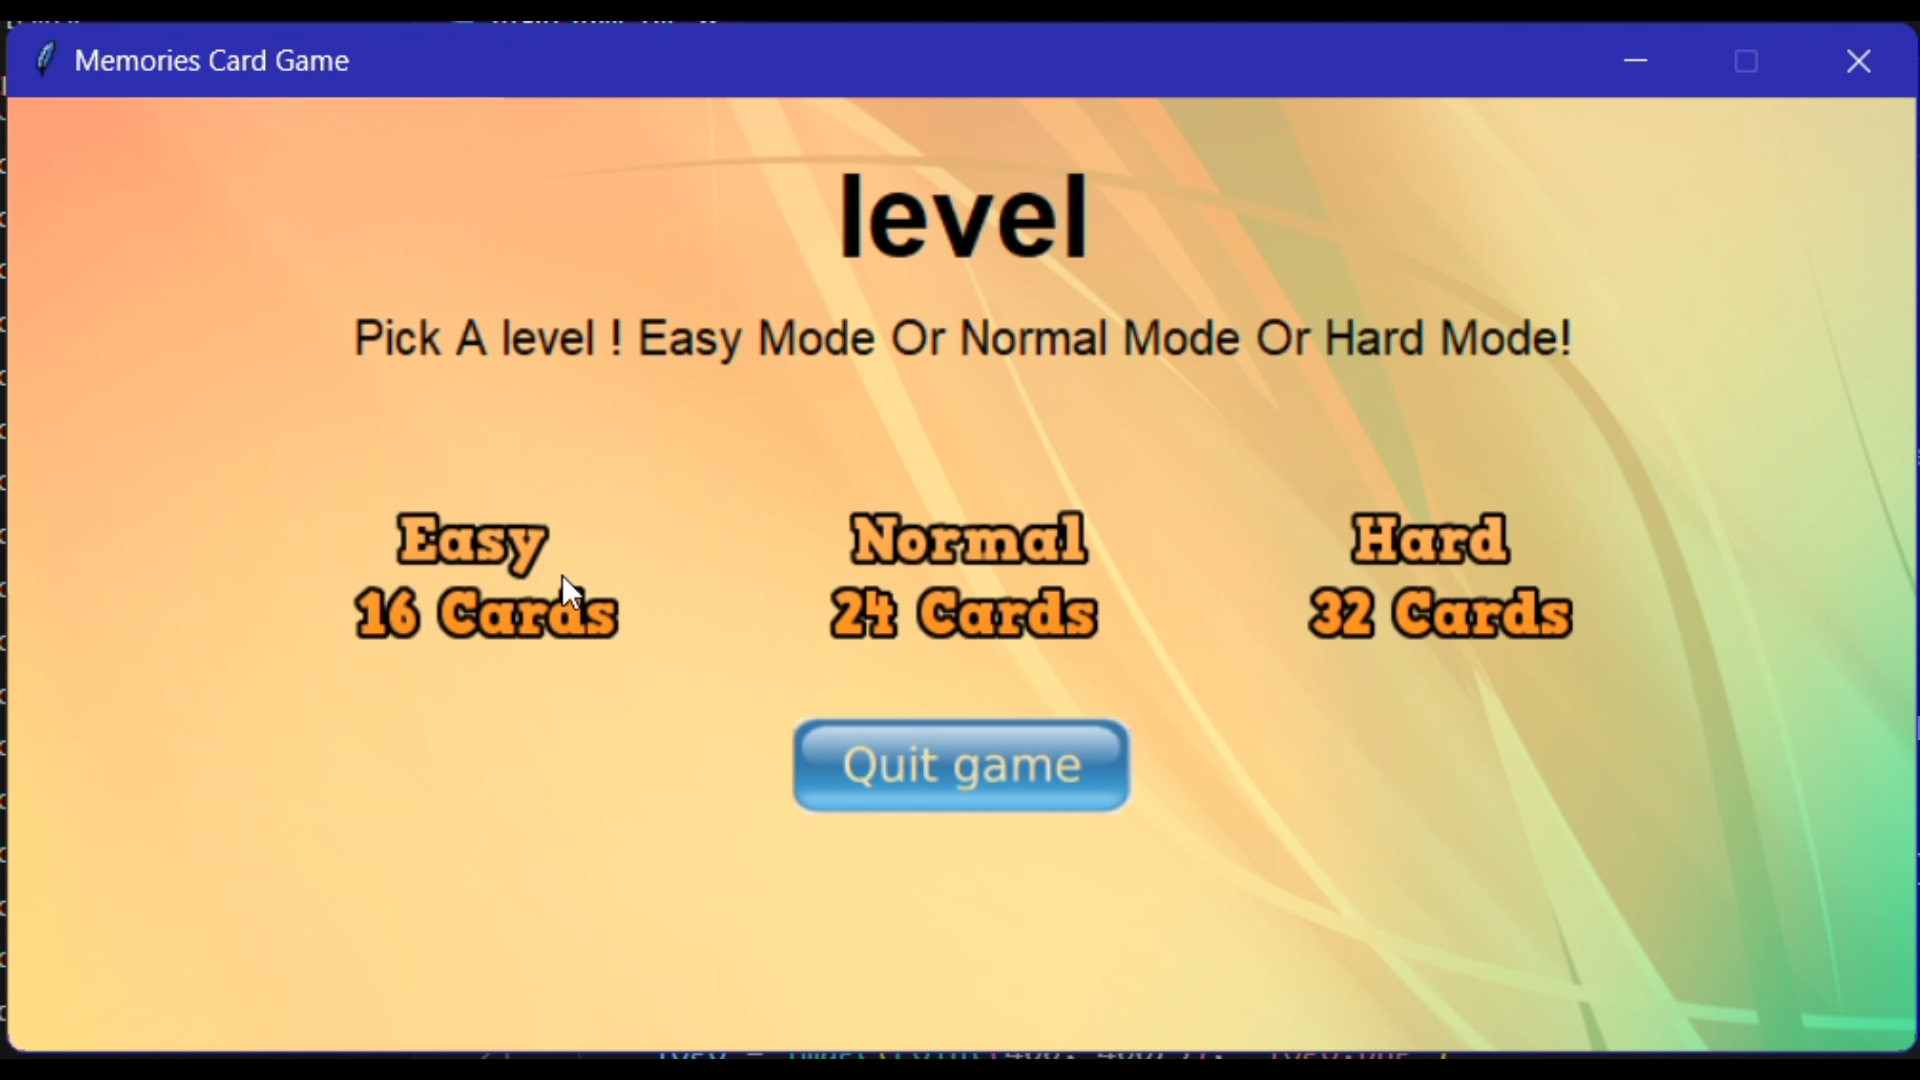 Memories Card Game
level
Pick A level ! Easy Mode Or Normal Mode Or Hard Mode!
Easy Normal Hard
16 Cards 24 Cards 32 Cards
Quit game